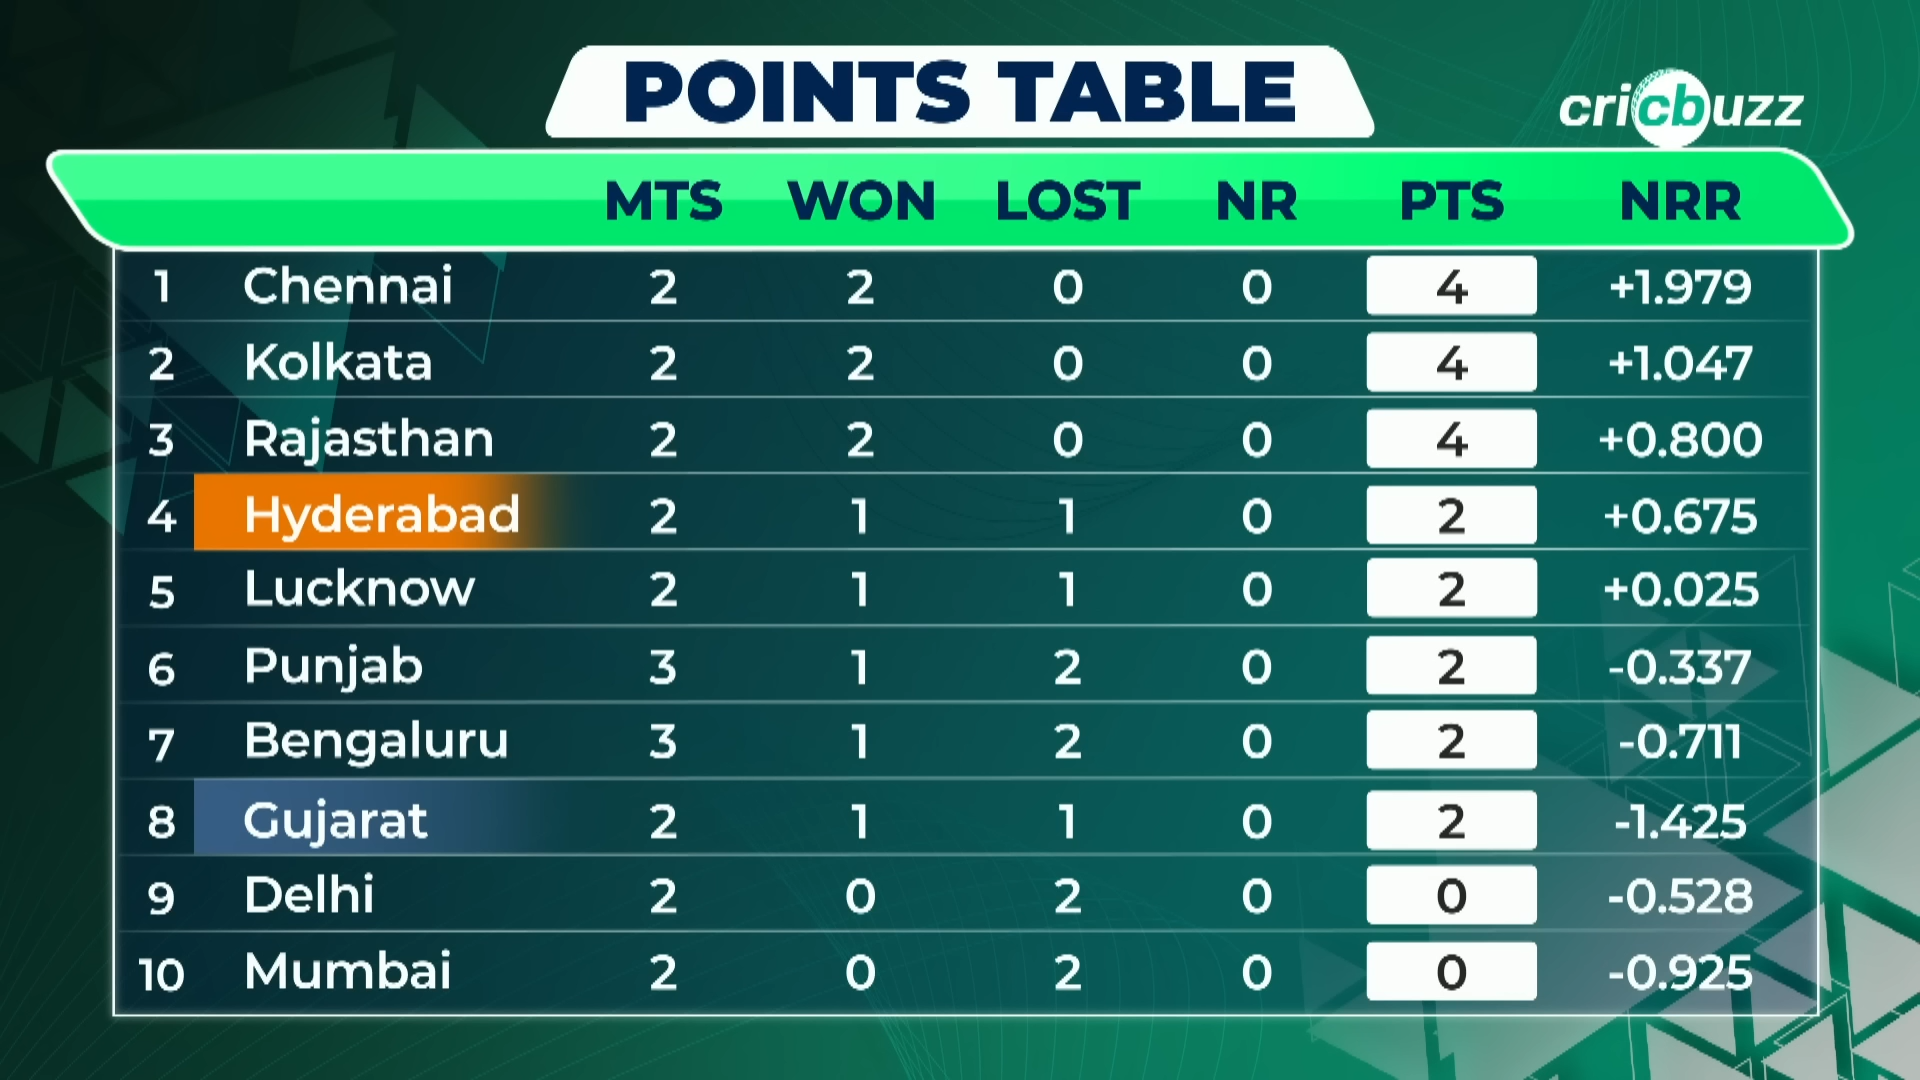 POINTS TABLE
cricbuzz
MTS WON LOST NR PTS NRR
1 Chennai 2 2 0 0 4 +1.979
2 Kolkata 2 2 0 0 4 +1.047
3 Rajasthan 2 2 0 0 4 +0.800
4 Hyderabad 2 1 1 0 2 +0.675
5 Lucknow 2 1 1 0 2 +0.025
6 Punjab 3 1 2 0 2 -0.337
7 Bengaluru 3 1 2 0 2 -0.711
8 Gujarat 2 1 1 0 2 -1.425
9 Delhi 2 0 2 0 0 -0.528
10 Mumbai 2 0 2 0 0 -0.925